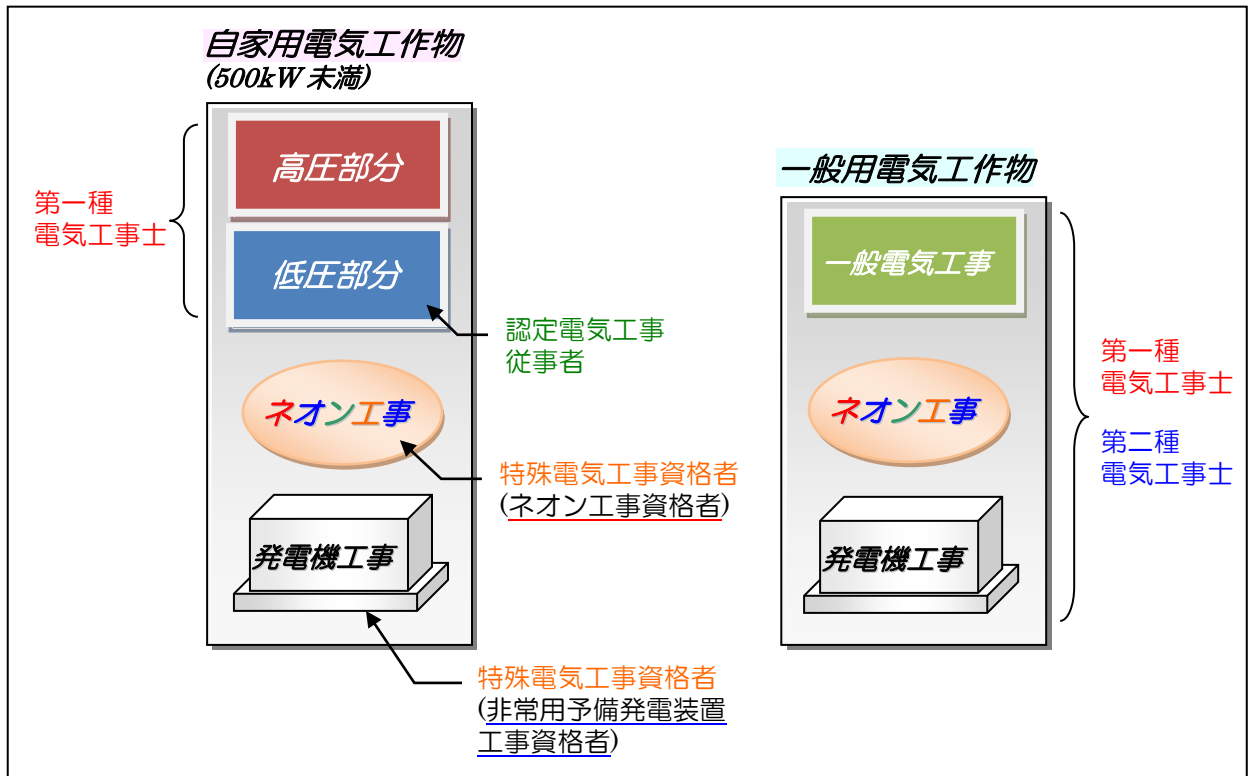 自家用電気工作物
(500kW 未満)
高圧部分
第一種
電気工事士
低圧部分
認定電気工事
従事者
ネオン工事
特殊電気工事資格者
(ネオン工事資格者)
発電機工事
特殊電気工事資格者
(非常用予備発電装置
工事資格者)
一般用電気工作物
一般電気工事
ネオン工事
発電機工事
第一種
電気工事士
第二種
電気工事士